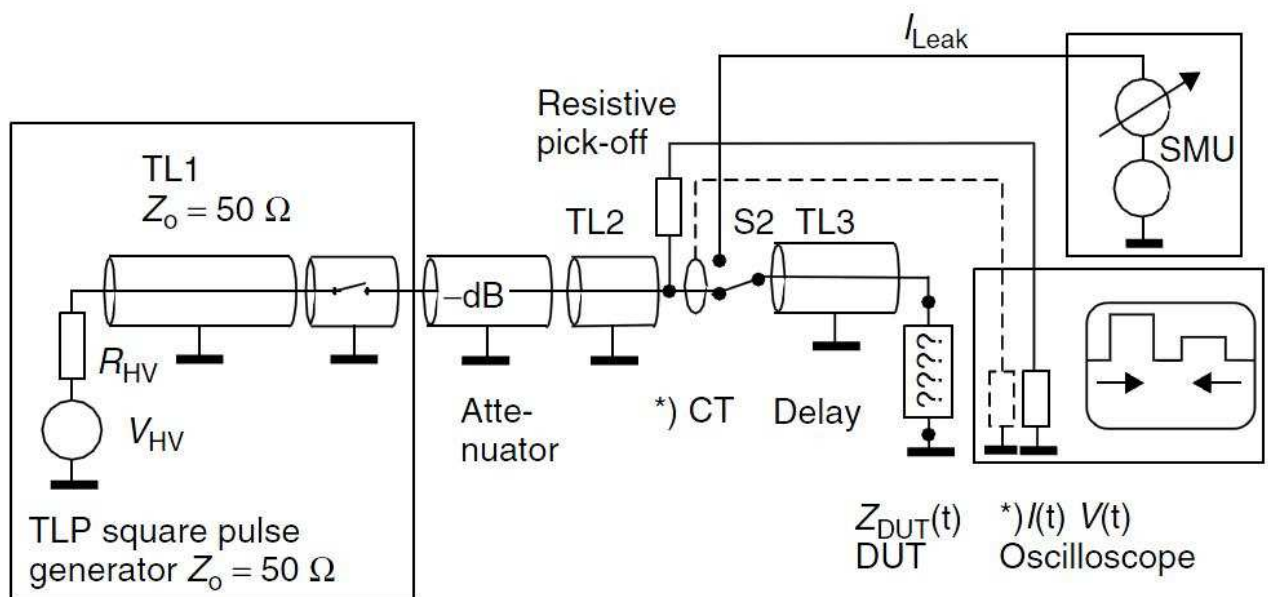 I_Leak
Resistive
pick-off
SMU
TL1
Z_o = 50 Ω
TL2
S2
TL3
–dB
R_HV
V_HV
Atte-
nuator
*) CT
Delay
????
TLP square pulse
generator Z_o = 50 Ω
Z_DUT(t)
DUT
*)I(t) V(t)
Oscilloscope